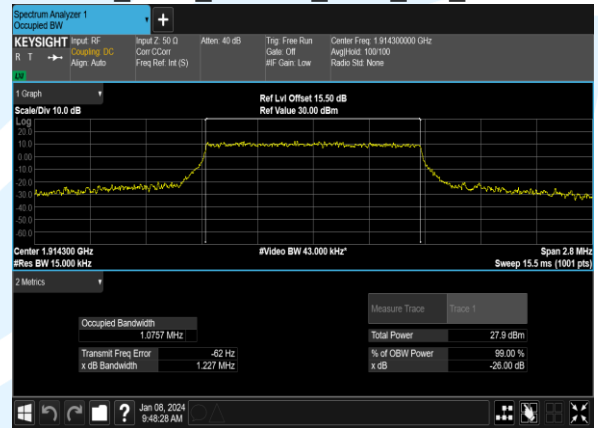 Spectrum Analyzer 1
Occupied BW
+
KEYSIGHT Input: RF Input Z: 50 Ω Atten: 40 dB Trig: Free Run Center Freq: 1.914300000 GHz
R T Coupling: DC Corr CCorr Gate: Off Avg|Hold: 100/100
Align: Auto Freq Ref: Int (S) #IF Gain: Low Radio Std: None
1 Graph
Ref Lvl Offset 15.50 dB
Scale/Div 10.0 dB Ref Value 30.00 dBm
Log
20.0
10.0
0.00
-10.0
-20.0
-30.0
-40.0
-50.0
-60.0
Center 1.914300 GHz #Video BW 43.000 kHz* Span 2.8 MHz
#Res BW 15.000 kHz Sweep 15.5 ms (1001 pts)
2 Metrics
Measure Trace Trace 1
Occupied Bandwidth
1.0757 MHz Total Power 27.9 dBm
Transmit Freq Error -62 Hz % of OBW Power 99.00 %
x dB Bandwidth 1.227 MHz x dB -26.00 dB
? Jan 08, 2024
9:48:28 AM